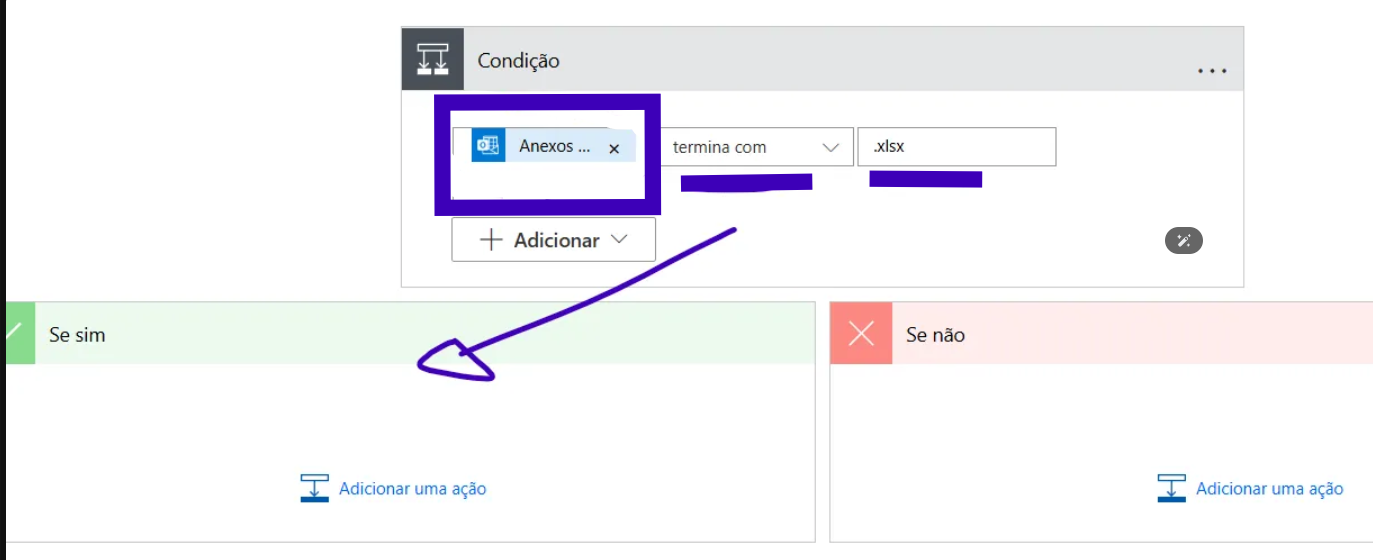 Condição
...
Anexos ... × termina com .xlsx
+ Adicionar
Se sim
Se não
Adicionar uma ação
Adicionar uma ação